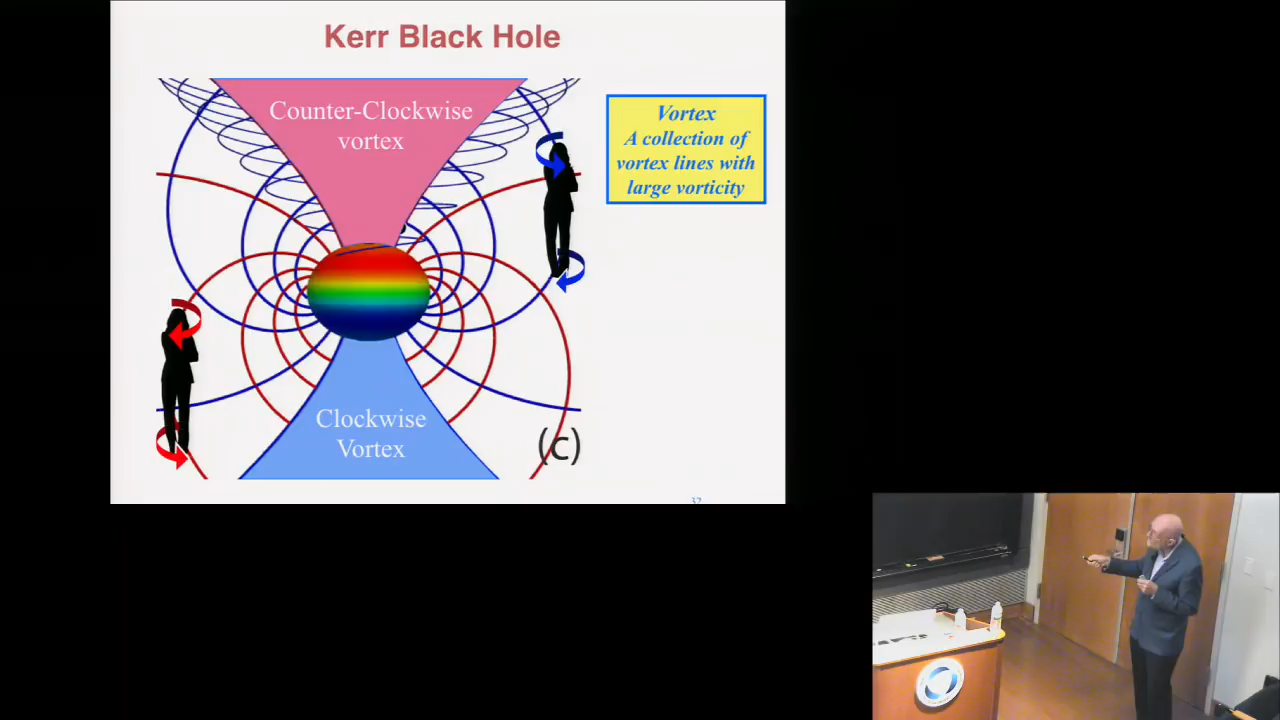 Kerr Black Hole
Counter-Clockwise
vortex
Vortex
A collection of
vortex lines with
large vorticity
Clockwise
Vortex
(c)